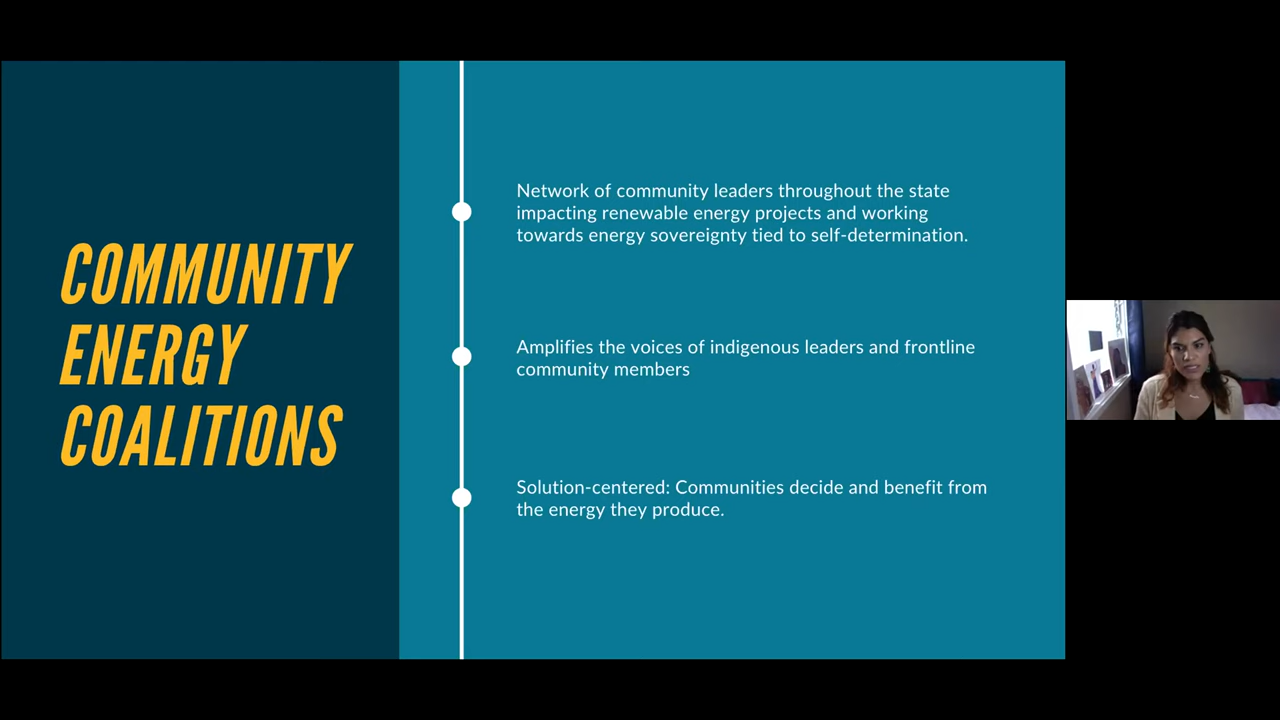 COMMUNITY
ENERGY
COALITIONS
Network of community leaders throughout the state
impacting renewable energy projects and working
towards energy sovereignty tied to self-determination.
Amplifies the voices of indigenous leaders and frontline
community members
Solution-centered: Communities decide and benefit from
the energy they produce.